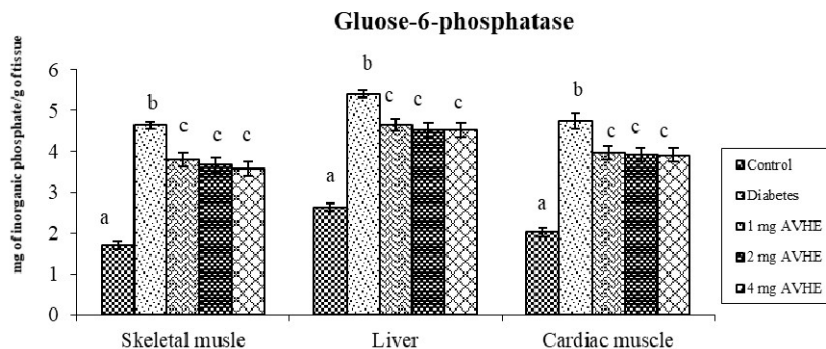 Gluose-6-phosphatase
mg of inorganic phosphate/g of tissue
6
5
4
3
2
1
0
a
b
c
c
c
a
b
c
c
c
a
b
c
c
c
Skeletal musle
Liver
Cardiac muscle
Control
Diabetes
1 mg AVHE
2 mg AVHE
4 mg AVHE